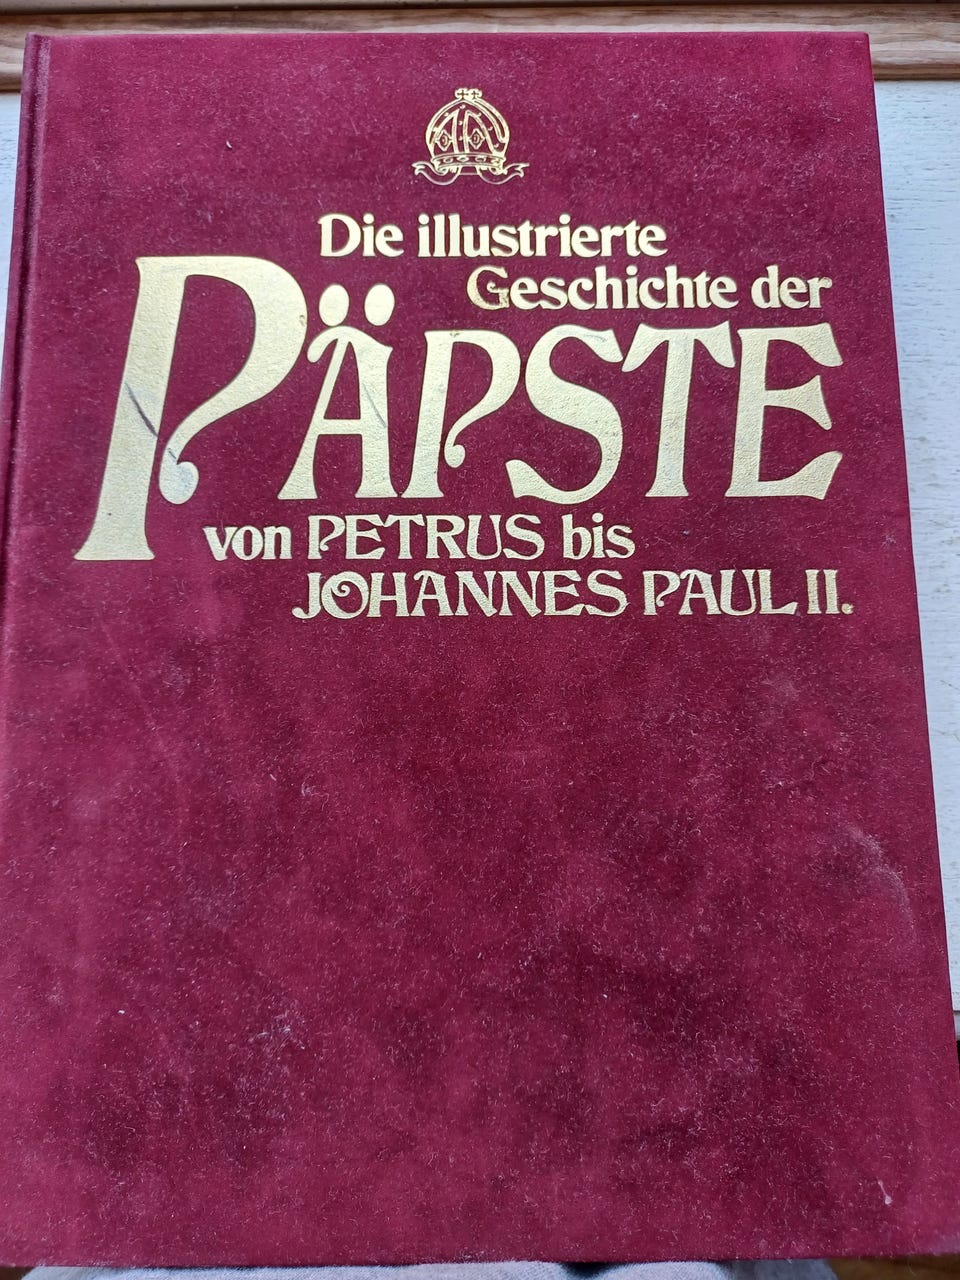 Die illustrierte
Geschichte der
PÄPSTE
von PETRUS bis
JOHANNES PAUL II.